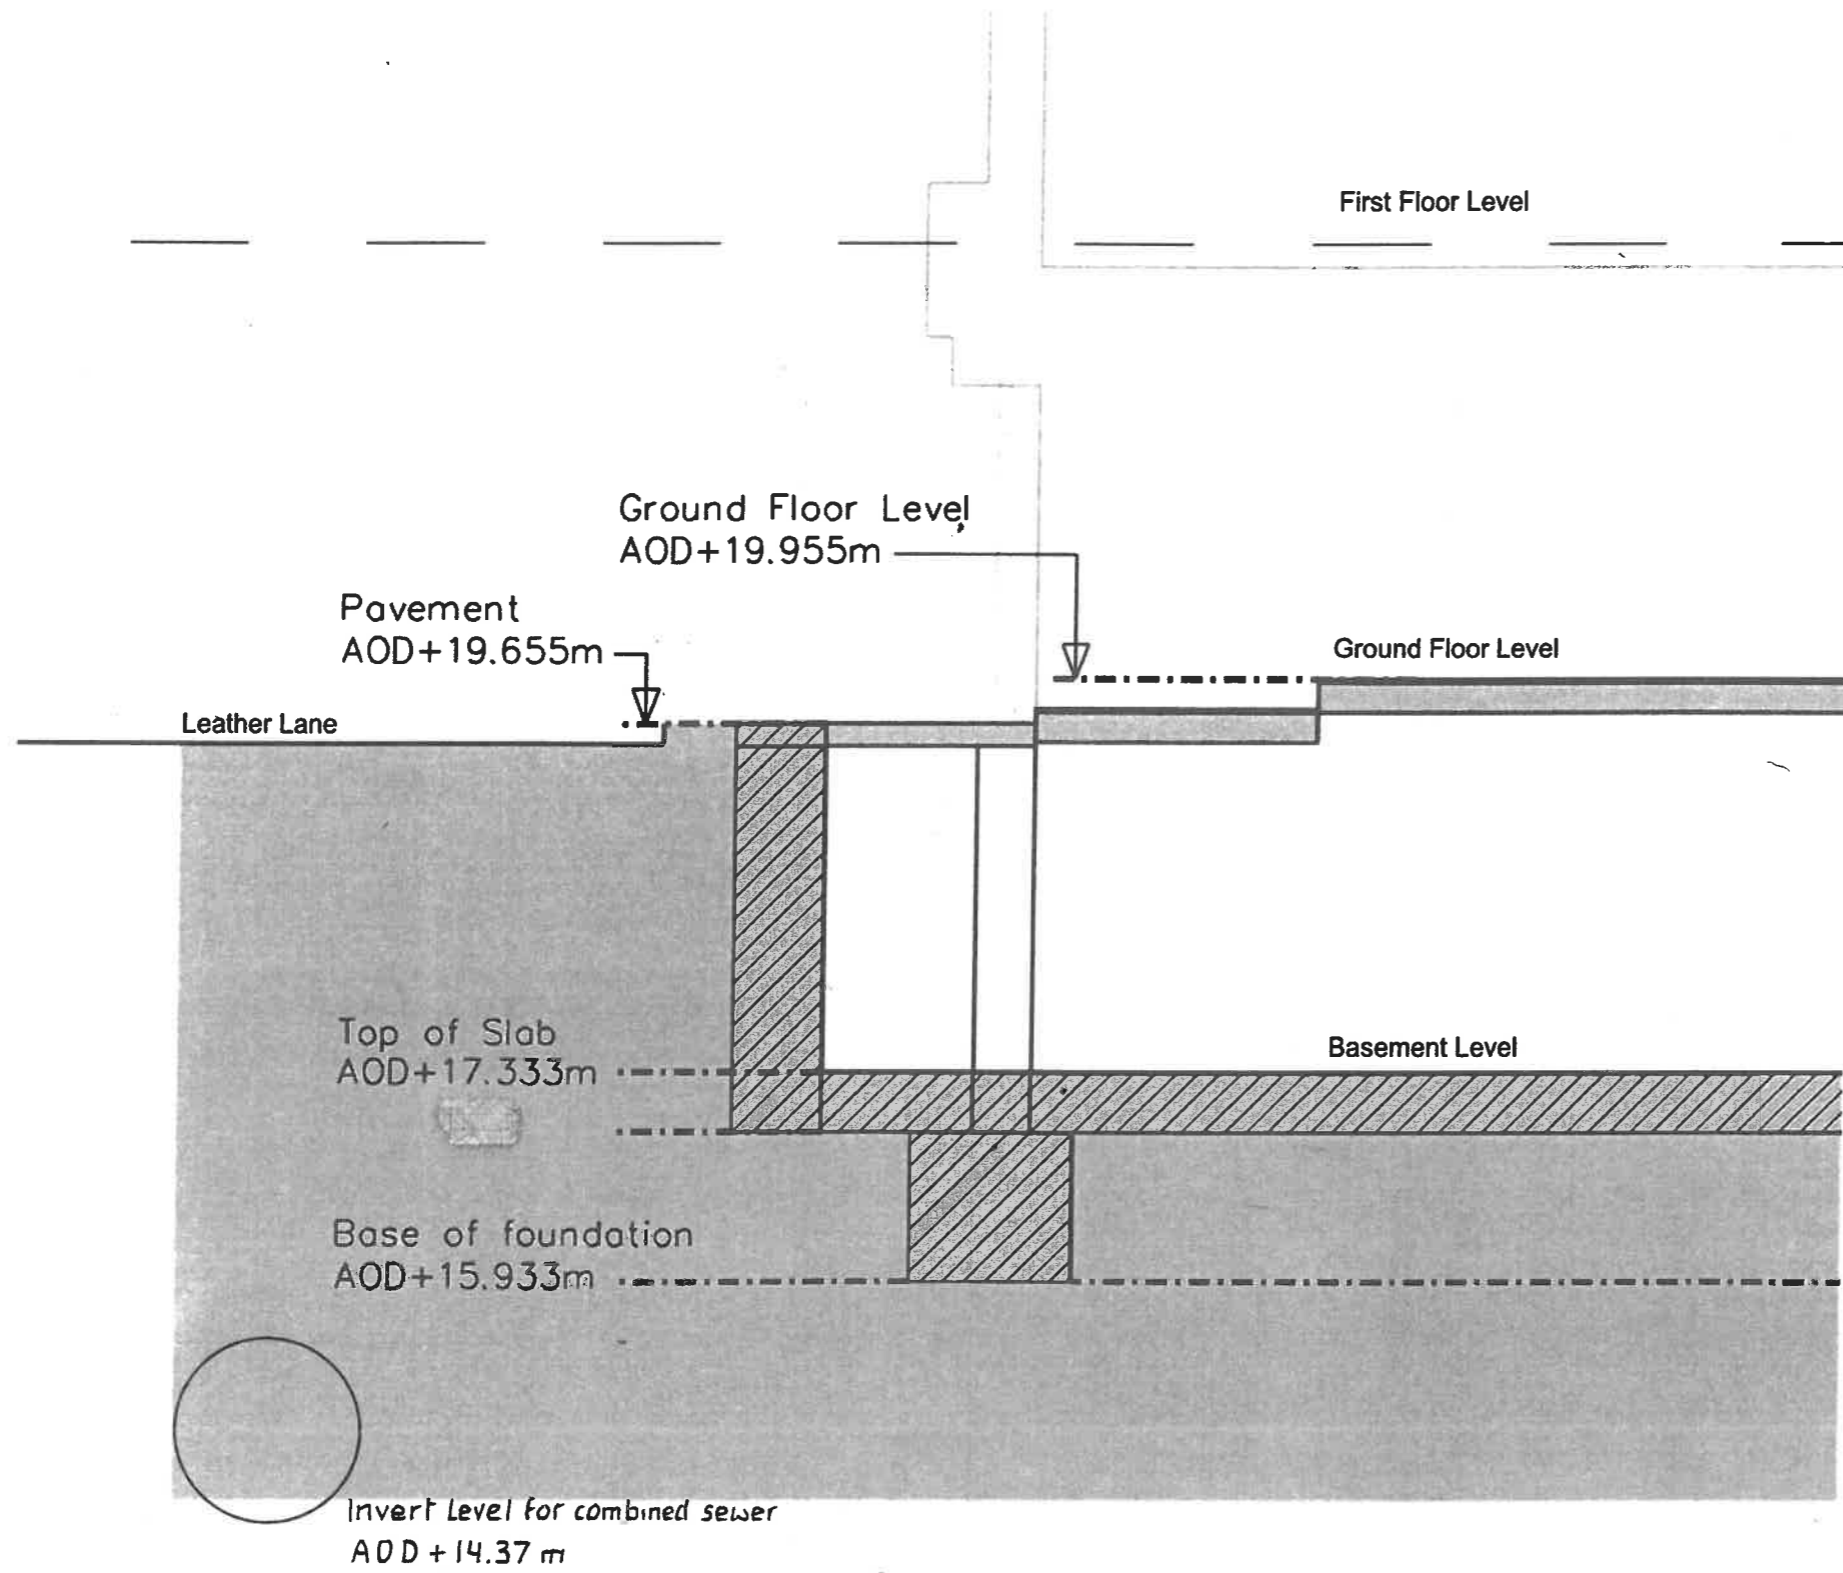 First Floor Level
Ground Floor Level
AOD+19.955m
Pavement
AOD+19.655m
Ground Floor Level
Leather Lane
Top of Slab
AOD+17.333m
Basement Level
Base of foundation
AOD+15.933m
Invert Level for combined sewer
AOD +14.37 m